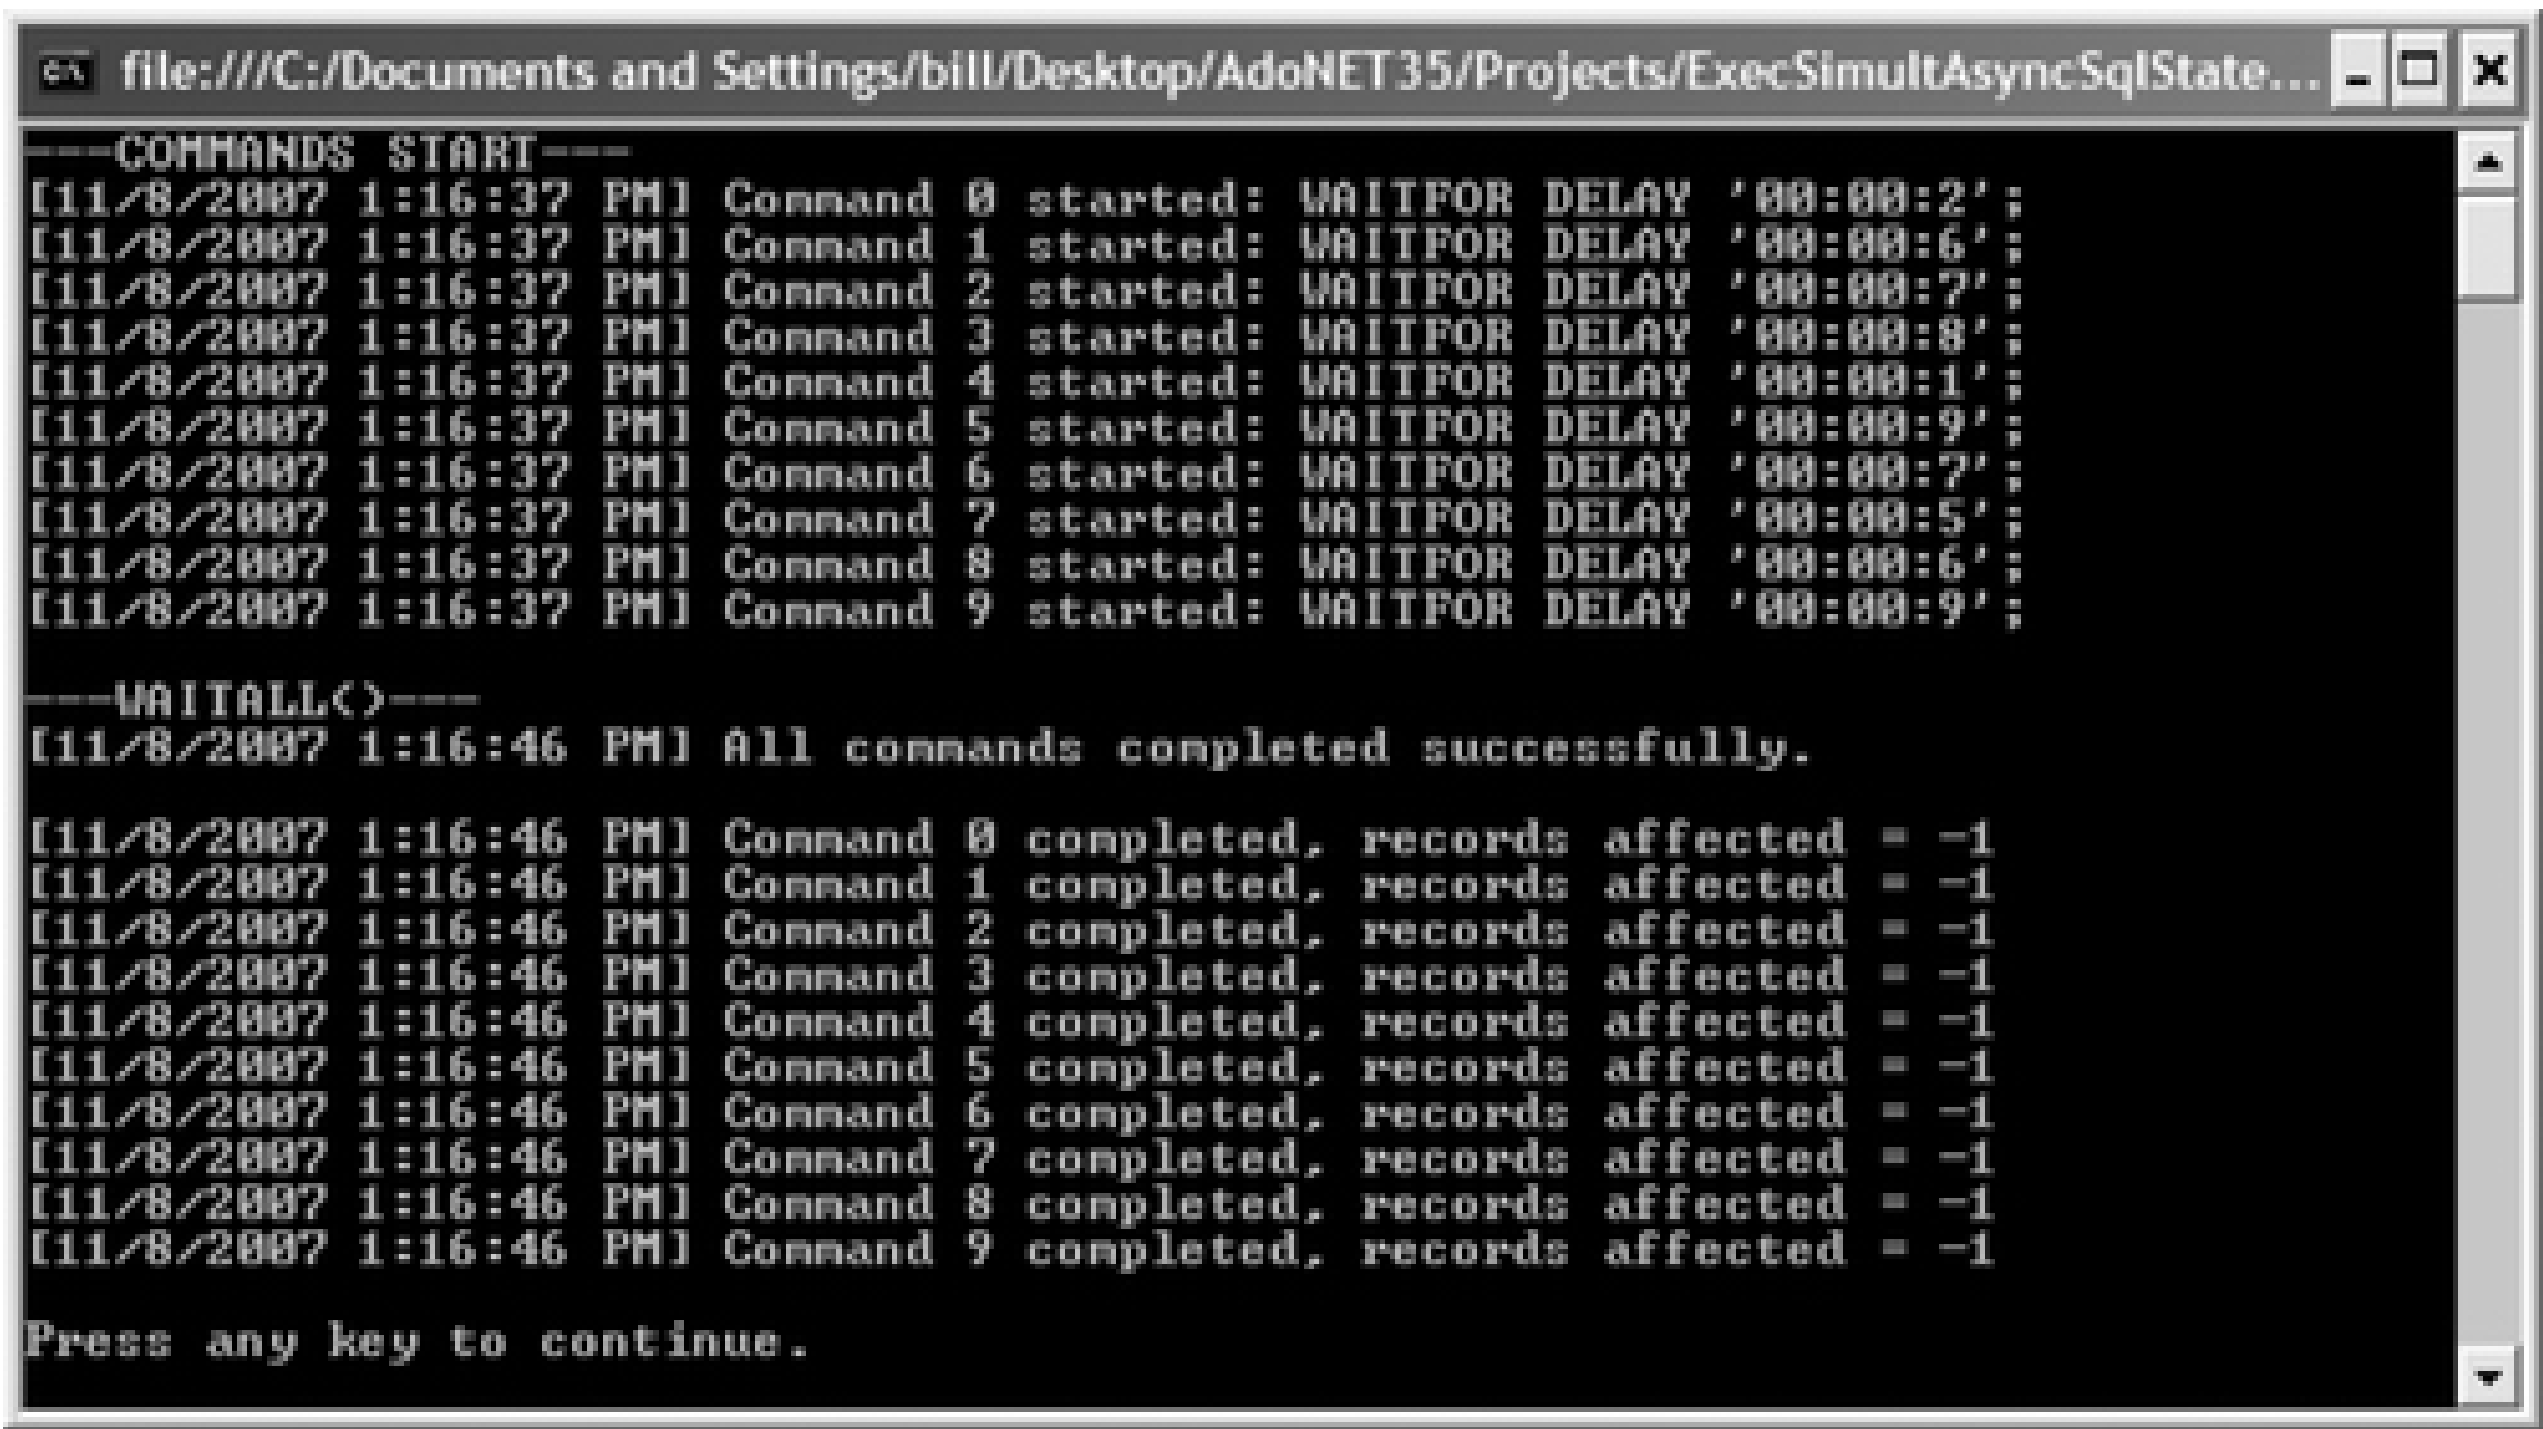 file:///C:/Documents and Settings/bill/Desktop/AdoNET35/Projects/ExecSimultAsyncSqlState...
---COMMANDS START---
[11/8/2007 1:16:37 PM] Command 0 started: WAITFOR DELAY '00:00:2';
[11/8/2007 1:16:37 PM] Command 1 started: WAITFOR DELAY '00:00:6';
[11/8/2007 1:16:37 PM] Command 2 started: WAITFOR DELAY '00:00:7';
[11/8/2007 1:16:37 PM] Command 3 started: WAITFOR DELAY '00:00:8';
[11/8/2007 1:16:37 PM] Command 4 started: WAITFOR DELAY '00:00:1';
[11/8/2007 1:16:37 PM] Command 5 started: WAITFOR DELAY '00:00:9';
[11/8/2007 1:16:37 PM] Command 6 started: WAITFOR DELAY '00:00:7';
[11/8/2007 1:16:37 PM] Command 7 started: WAITFOR DELAY '00:00:5';
[11/8/2007 1:16:37 PM] Command 8 started: WAITFOR DELAY '00:00:6';
[11/8/2007 1:16:37 PM] Command 9 started: WAITFOR DELAY '00:00:9';
---WAITALL()---
[11/8/2007 1:16:46 PM] All commands completed successfully.
[11/8/2007 1:16:46 PM] Command 0 completed, records affected = -1
[11/8/2007 1:16:46 PM] Command 1 completed, records affected = -1
[11/8/2007 1:16:46 PM] Command 2 completed, records affected = -1
[11/8/2007 1:16:46 PM] Command 3 completed, records affected = -1
[11/8/2007 1:16:46 PM] Command 4 completed, records affected = -1
[11/8/2007 1:16:46 PM] Command 5 completed, records affected = -1
[11/8/2007 1:16:46 PM] Command 6 completed, records affected = -1
[11/8/2007 1:16:46 PM] Command 7 completed, records affected = -1
[11/8/2007 1:16:46 PM] Command 8 completed, records affected = -1
[11/8/2007 1:16:46 PM] Command 9 completed, records affected = -1
Press any key to continue.